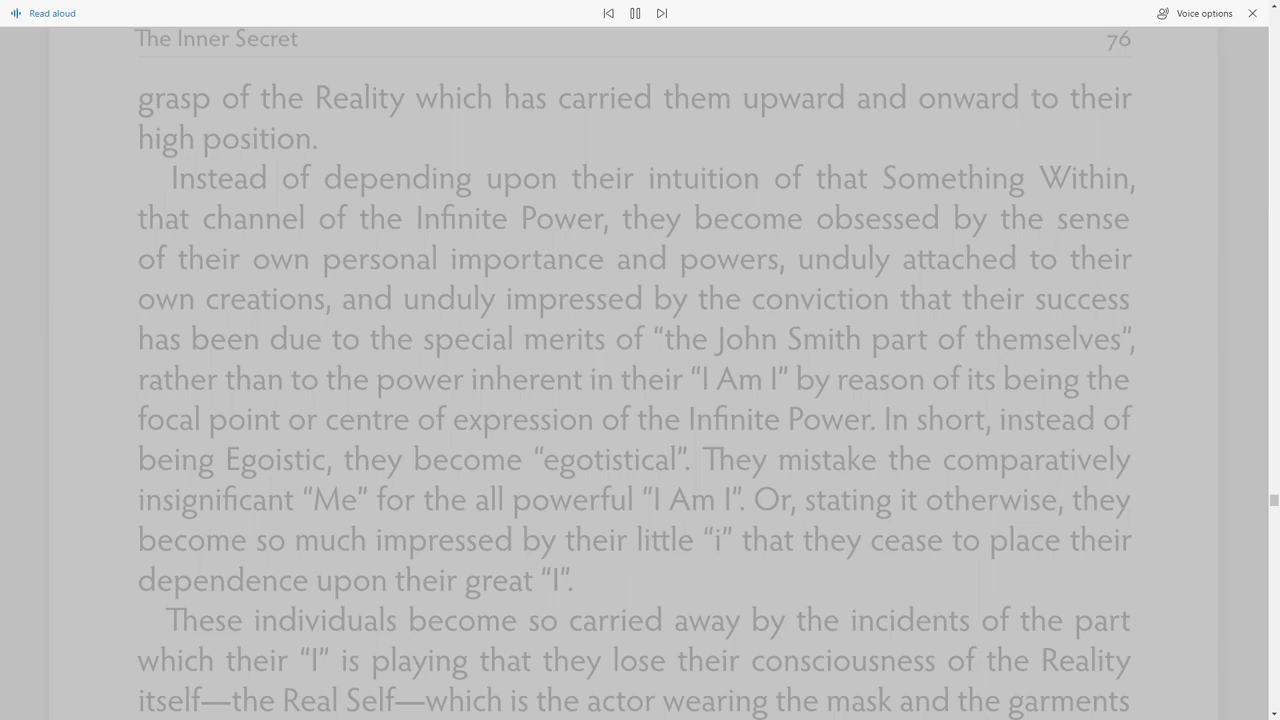 Read aloud
Voice options
The Inner Secret 76
grasp of the Reality which has carried them upward and onward to their
high position.
Instead of depending upon their intuition of that Something Within,
that channel of the Infinite Power, they become obsessed by the sense
of their own personal importance and powers, unduly attached to their
own creations, and unduly impressed by the conviction that their success
has been due to the special merits of “the John Smith part of themselves”,
rather than to the power inherent in their “I Am I” by reason of its being the
focal point or centre of expression of the Infinite Power. In short, instead of
being Egoistic, they become “egotistical”. They mistake the comparatively
insignificant “Me” for the all powerful “I Am I”. Or, stating it otherwise, they
become so much impressed by their little “i” that they cease to place their
dependence upon their great “I”.
These individuals become so carried away by the incidents of the part
which their “I” is playing that they lose their consciousness of the Reality
itself—the Real Self—which is the actor wearing the mask and the garments